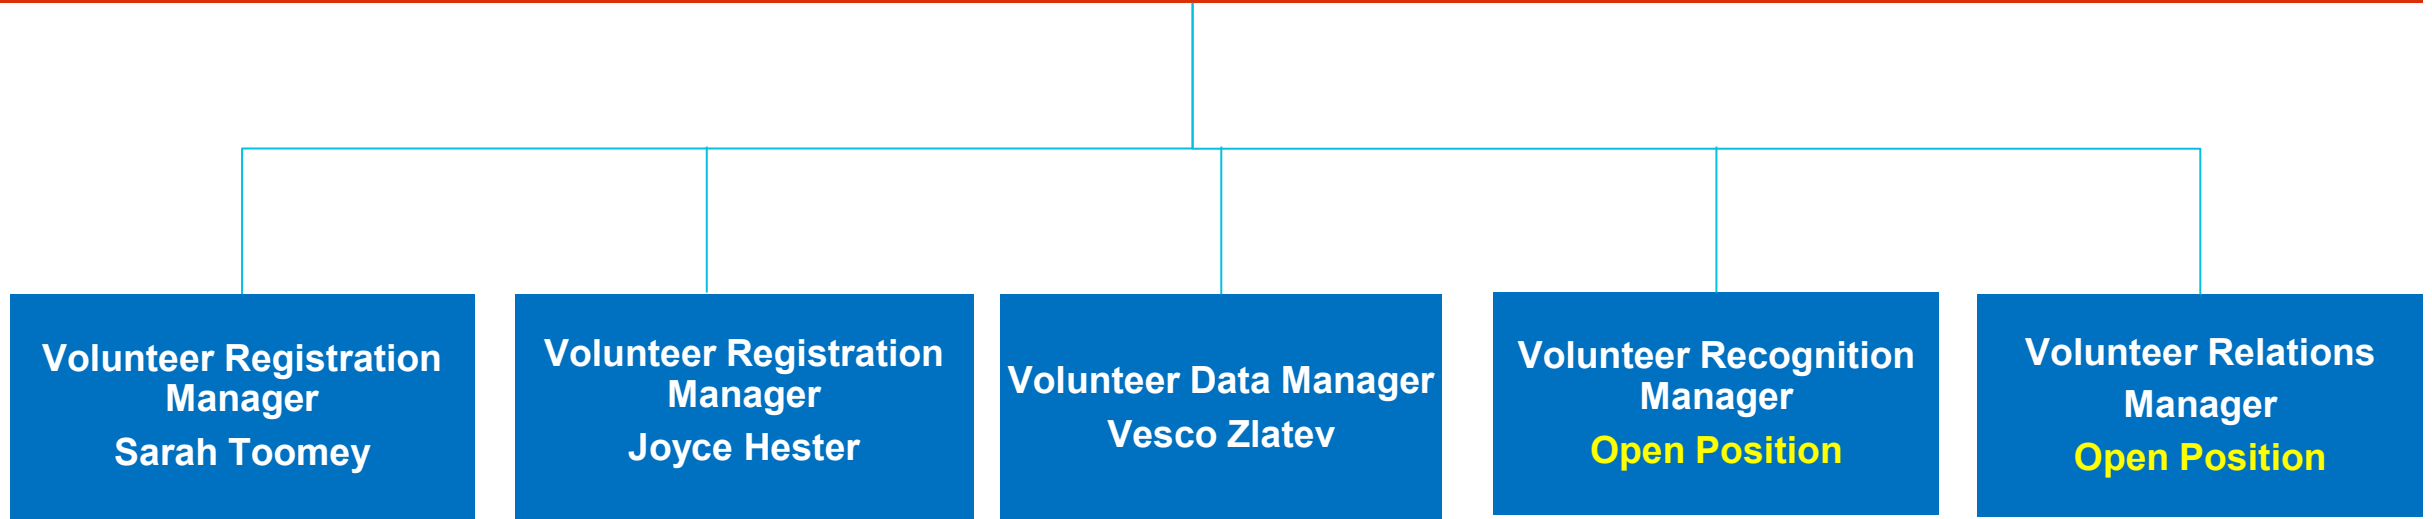 Volunteer Registration
Manager
Sarah Toomey
Volunteer Registration
Manager
Joyce Hester
Volunteer Data Manager
Vesco Zlatev
Volunteer Recognition
Manager
Open Position
Volunteer Relations
Manager
Open Position